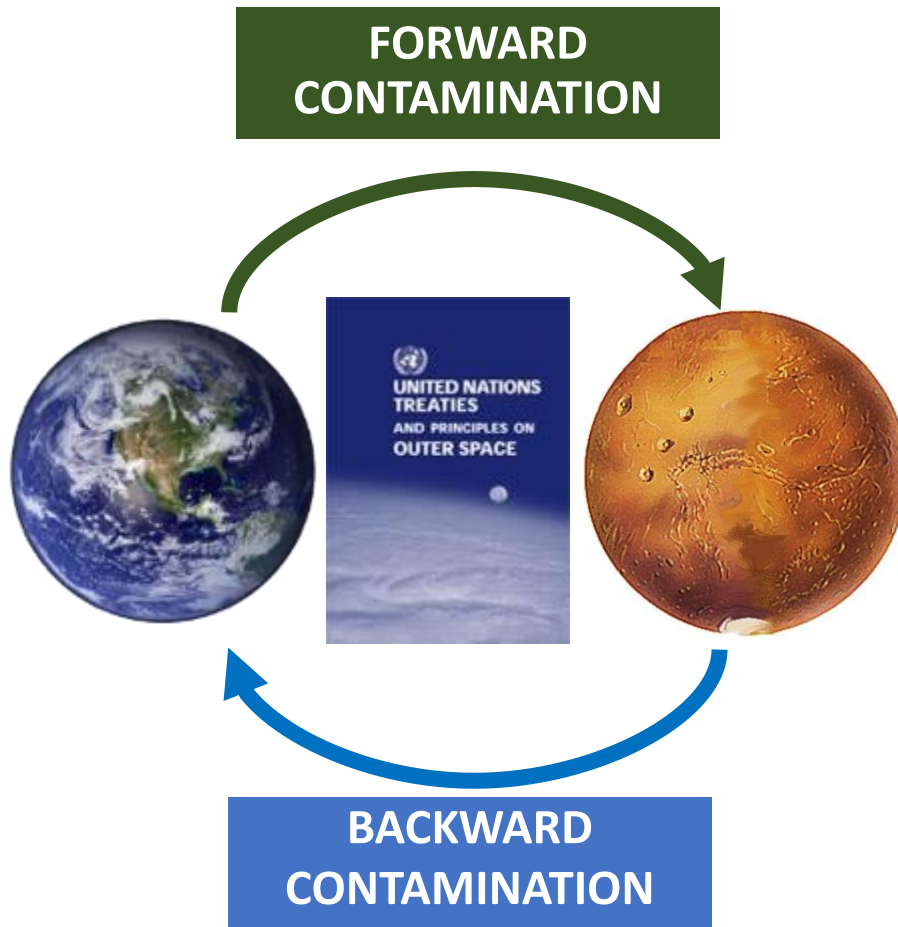 FORWARD
CONTAMINATION
UNITED NATIONS
TREATIES
AND PRINCIPLES ON
OUTER SPACE
BACKWARD
CONTAMINATION